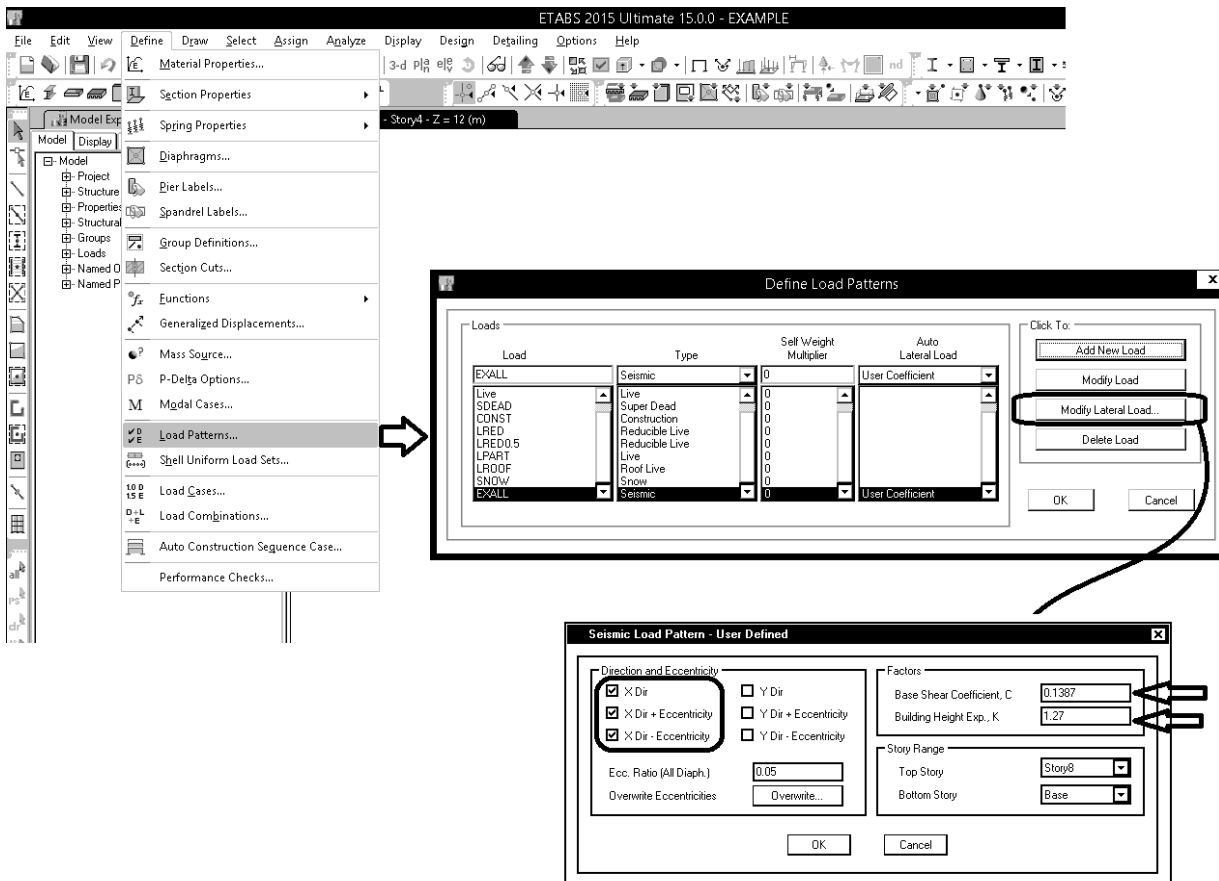 ETABS 2015 Ultimate 15.0.0 - EXAMPLE
File Edit View Define Draw Select Assign Analyze Display Design Detailing Options Help
3-d
nd
Model Exp
- Story4 - Z = 12 (m)
Model Display
Model
Project
Structure
Properties
Structural
Groups
Loads
Named O
Named P
Material Properties...
Section Properties
Spring Properties
Diaphragms...
Pier Labels...
Spandrel Labels...
Group Definitions...
Section Cuts...
Functions
Generalized Displacements...
Mass Source...
Pδ P-Delta Options...
M Modal Cases...
Load Patterns...
Shell Uniform Load Sets...
Load Cases...
Load Combinations...
Auto Construction Sequence Case...
Performance Checks...
all
ps
dr
Define Load Patterns
x
Loads
Load Type Self Weight Multiplier Auto Lateral Load
EXALL Seismic 0 User Coefficient
Live Live 0
SDEAD Super Dead 0
CONST Construction 0
LRED Reducible Live 0
LRED0.5 Reducible Live 0
LPART Live 0
LROOF Roof Live 0
SNOW Snow 0
EXALL Seismic 0 User Coefficient
Click To:
Add New Load
Modify Load
Modify Lateral Load...
Delete Load
OK Cancel
Seismic Load Pattern - User Defined
Direction and Eccentricity
X Dir Y Dir
X Dir + Eccentricity Y Dir + Eccentricity
X Dir - Eccentricity Y Dir - Eccentricity
Ecc. Ratio (All Diaph.) 0.05
Overwrite Eccentricities Overwrite...
Factors
Base Shear Coefficient, C 0.1387
Building Height Exp., K 1.27
Story Range
Top Story Story8
Bottom Story Base
OK Cancel